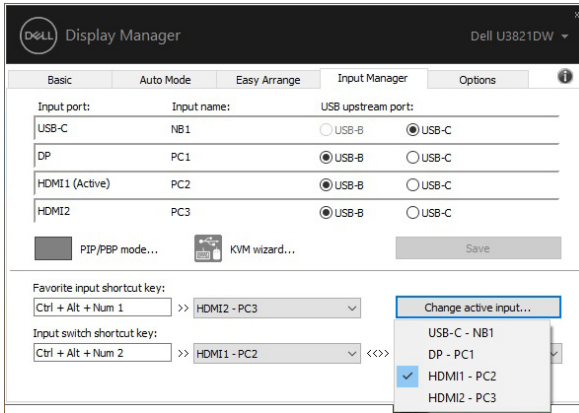 DELL Display Manager Dell U3821DW
Basic Auto Mode Easy Arrange Input Manager Options
Input port: Input name: USB upstream port:
USB-C NB1 USB-B USB-C
DP PC1 USB-B USB-C
HDMI1 (Active) PC2 USB-B USB-C
HDMI2 PC3 USB-B USB-C
PIP/PBP mode... KVM wizard... Save
Favorite input shortcut key:
Ctrl + Alt + Num 1 >> HDMI2 - PC3 Change active input...
Input switch shortcut key:
Ctrl + Alt + Num 2 >> HDMI1 - PC2 <<>>
USB-C - NB1
DP - PC1
HDMI1 - PC2
HDMI2 - PC3